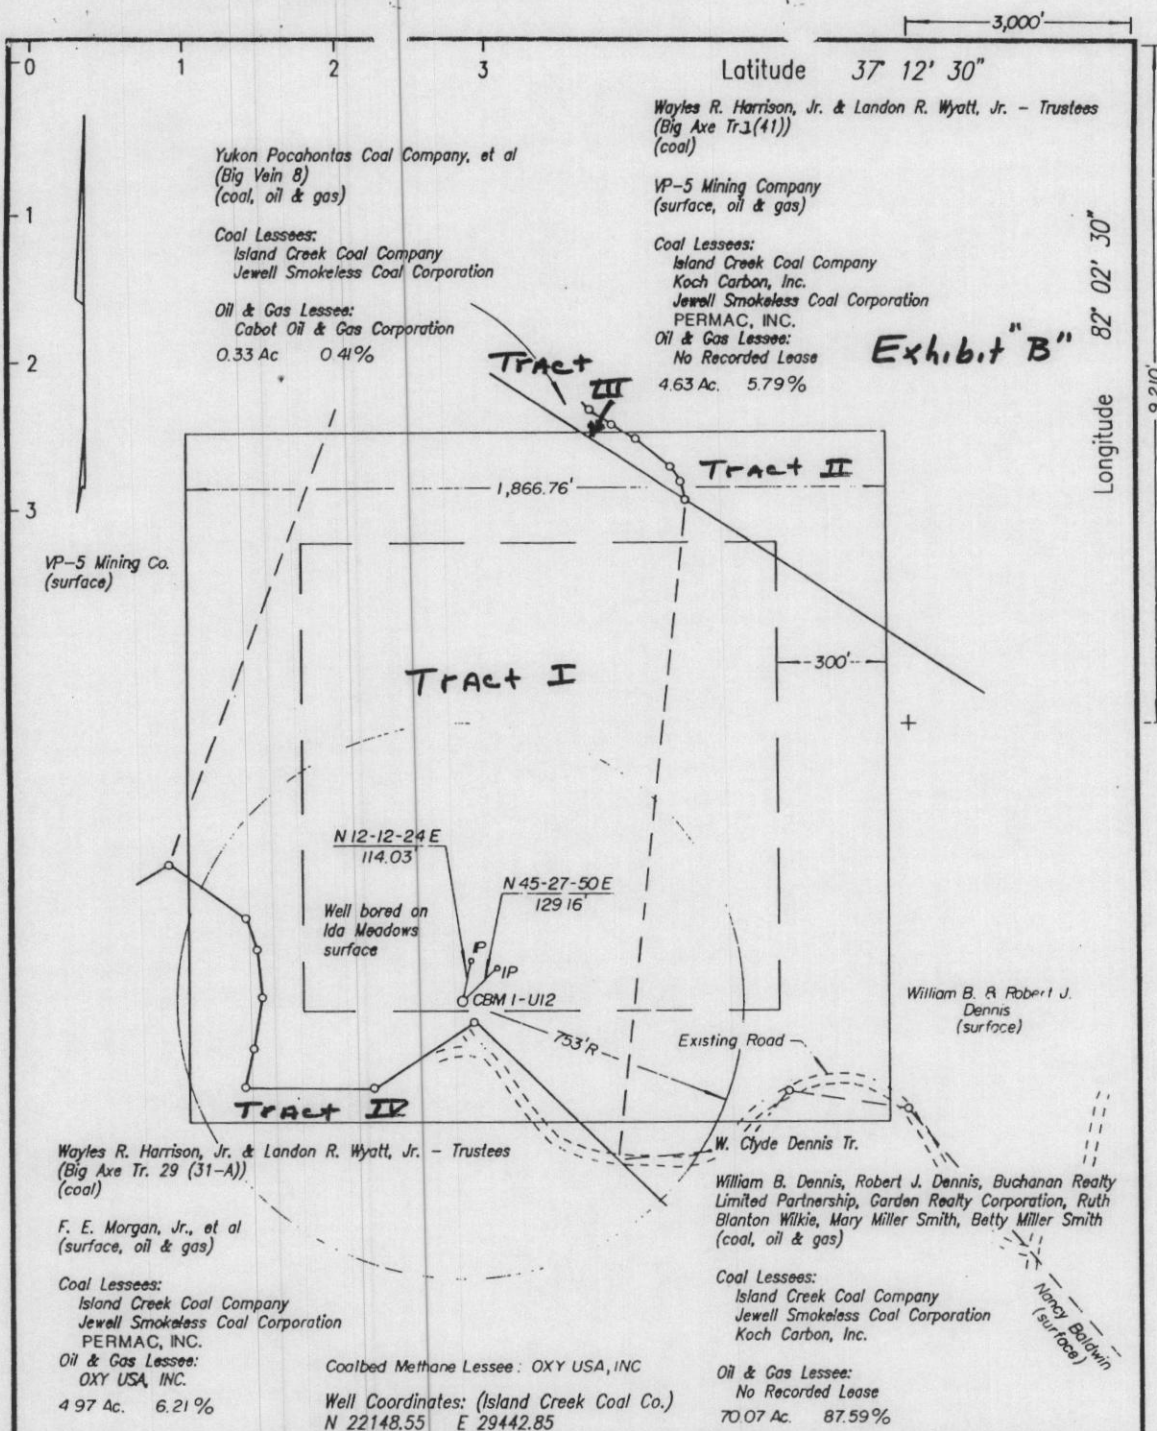 3,000'
0
1
2
3
Latitude 37° 12' 30"
Wayles R. Harrison, Jr. & Landon R. Wyatt, Jr. - Trustees
(Big Axe Tr.1(41))
(coal)
VP-5 Mining Company
(surface, oil & gas)
Coal Lessees:
Island Creek Coal Company
Koch Carbon, Inc.
Jewell Smokeless Coal Corporation
PERMAC, INC.
Oil & Gas Lessee:
No Recorded Lease
4.63 Ac. 5.79%
Yukon Pocahontas Coal Company, et al
(Big Vein 8)
(coal, oil & gas)
Coal Lessees:
Island Creek Coal Company
Jewell Smokeless Coal Corporation
Oil & Gas Lessee:
Cabot Oil & Gas Corporation
0.33 Ac 0.41%
1
2
3
Exhibit "B"
Longitude 82° 02' 30"
9,210'
Tract
III
Tract II
1,866.76'
VP-5 Mining Co.
(surface)
300'
Tract I
N 12-12-24 E
114.03'
N 45-27-50 E
129 16'
Well bored on
Ida Meadows
surface
P
IP
CBM 1-U12
753'R
Existing Road
William B. & Robert J.
Dennis
(surface)
Tract IV
W. Clyde Dennis Tr.
Wayles R. Harrison, Jr. & Landon R. Wyatt, Jr. - Trustees
(Big Axe Tr. 29 (31-A))
(coal)
F. E. Morgan, Jr., et al
(surface, oil & gas)
Coal Lessees:
Island Creek Coal Company
Jewell Smokeless Coal Corporation
PERMAC, INC.
Oil & Gas Lessee:
OXY USA, INC.
4 97 Ac. 6.21%
Coalbed Methane Lessee: OXY USA, INC
Well Coordinates: (Island Creek Coal Co.)
N 22148.55 E 29442.85
William B. Dennis, Robert J. Dennis, Buchanan Realty
Limited Partnership, Garden Realty Corporation, Ruth
Blanton Wilkie, Mary Miller Smith, Betty Miller Smith
(coal, oil & gas)
Coal Lessees:
Island Creek Coal Company
Jewell Smokeless Coal Corporation
Koch Carbon, Inc.
Oil & Gas Lessee:
No Recorded Lease
70.07 Ac. 87.59%
Nancy Baldwin
(surface)